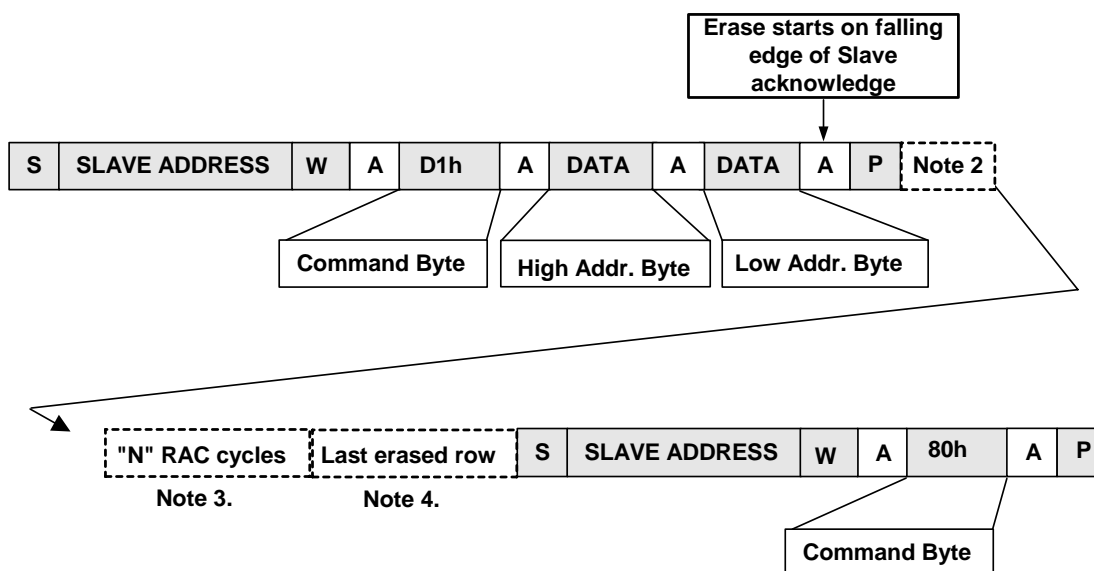 Erase starts on falling
edge of Slave
acknowledge
S SLAVE ADDRESS W A D1h A DATA A DATA A P Note 2
Command Byte High Addr. Byte Low Addr. Byte
"N" RAC cycles Last erased row S SLAVE ADDRESS W A 80h A P
Note 3. Note 4.
Command Byte